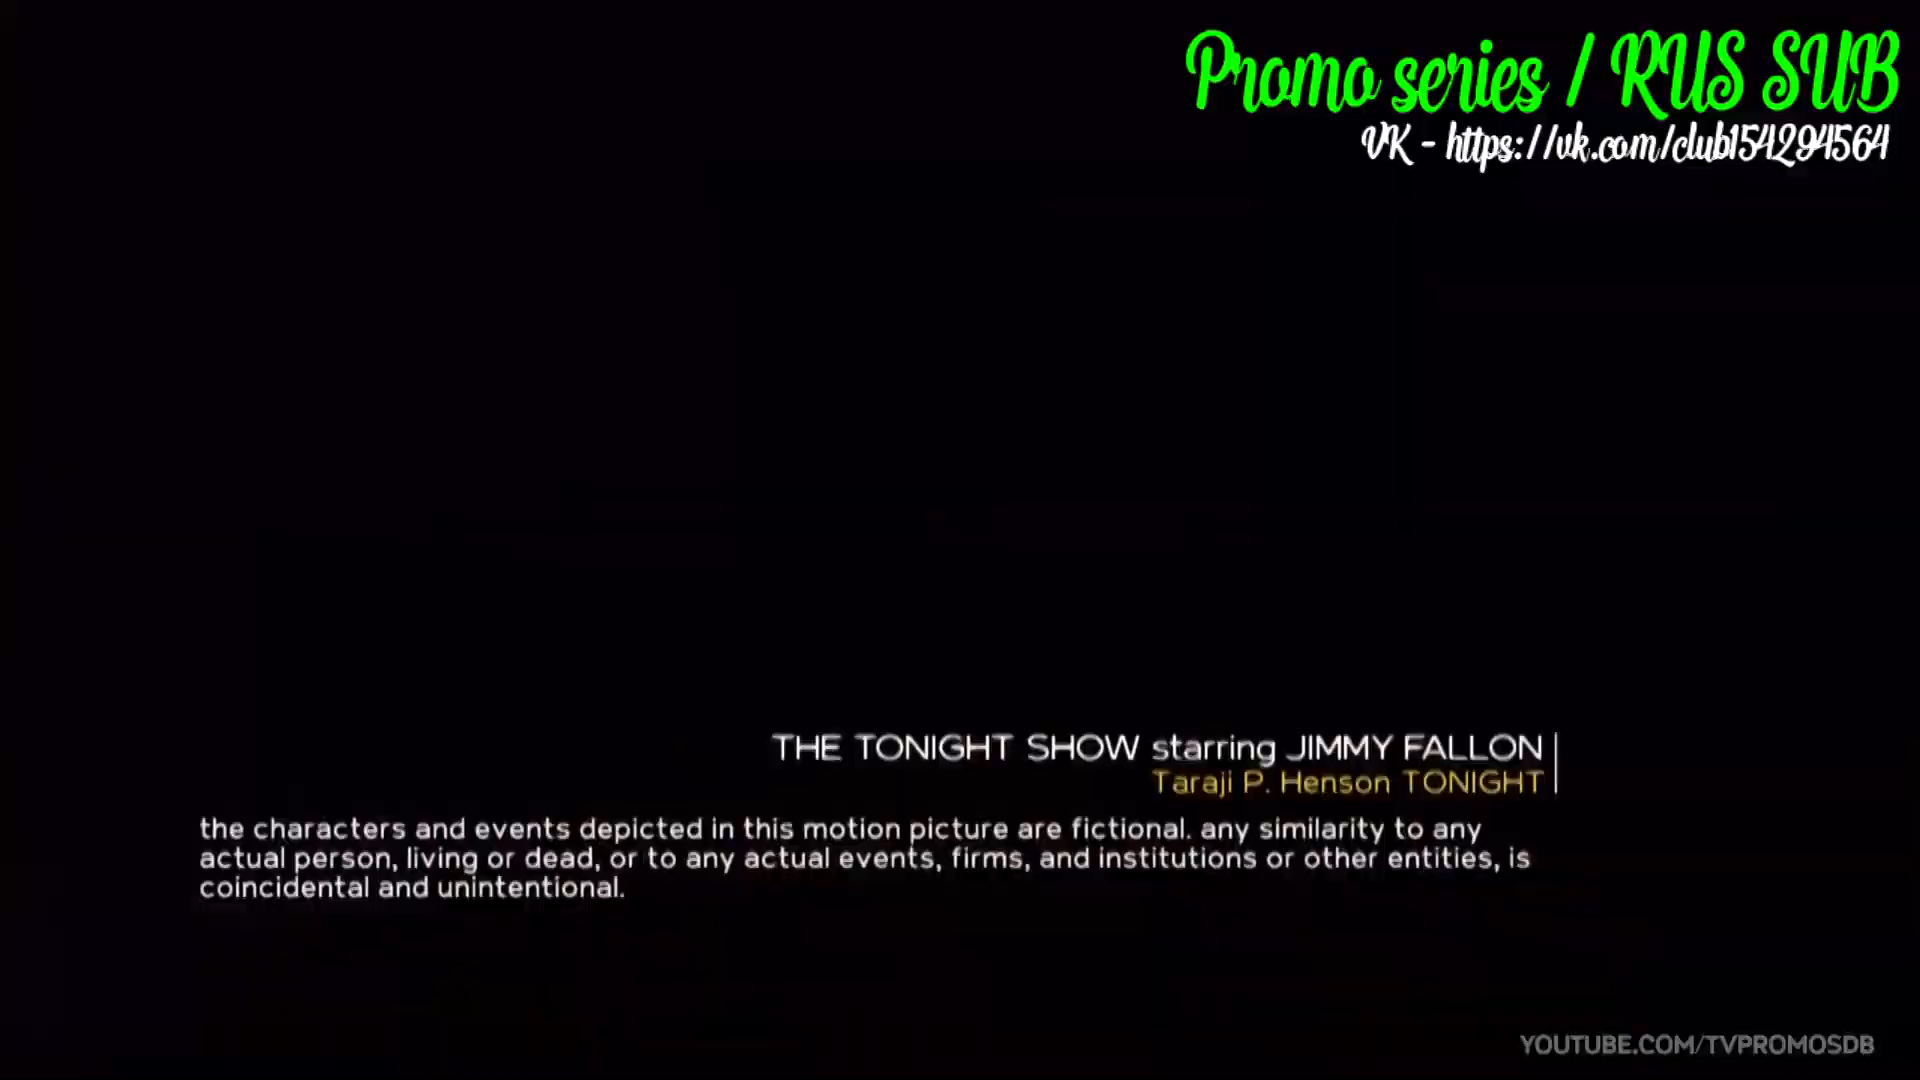 Promo series / RUS SUB
VK - https://vk.com/club154294564
THE TONIGHT SHOW starring JIMMY FALLON
Taraji P. Henson TONIGHT
the characters and events depicted in this motion picture are fictional. any similarity to any
actual person, living or dead, or to any actual events, firms, and institutions or other entities, is
coincidental and unintentional.
YOUTUBE.COM/TVPROMOSDB